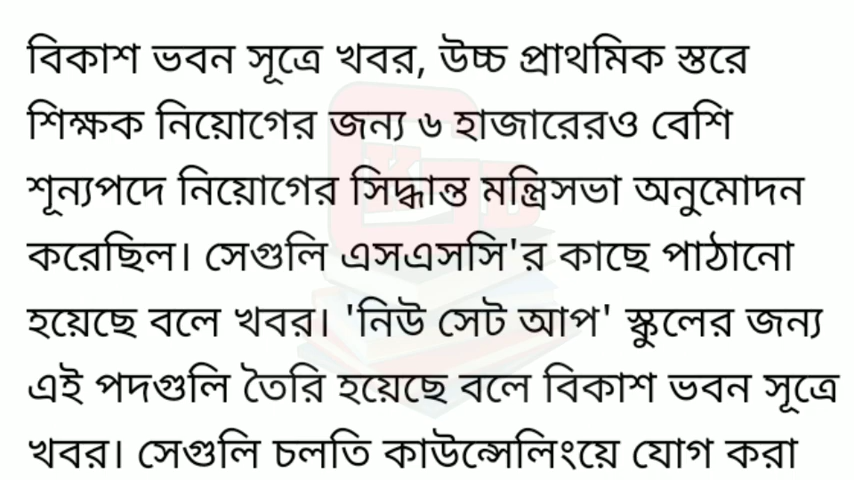 বিকাশ ভবন সূত্রে খবর, উচ্চ প্রাথমিক স্তরে
শিক্ষক নিয়োগের জন্য ৬ হাজারেরও বেশি
শূন্যপদে নিয়োগের সিদ্ধান্ত মন্ত্রিসভা অনুমোদন
করেছিল। সেগুলি এসএসসি'র কাছে পাঠানো
হয়েছে বলে খবর। 'নিউ সেট আপ' স্কুলের জন্য
এই পদগুলি তৈরি হয়েছে বলে বিকাশ ভবন সূত্রে
খবর। সেগুলি চলতি কাউন্সেলিংয়ে যোগ করা